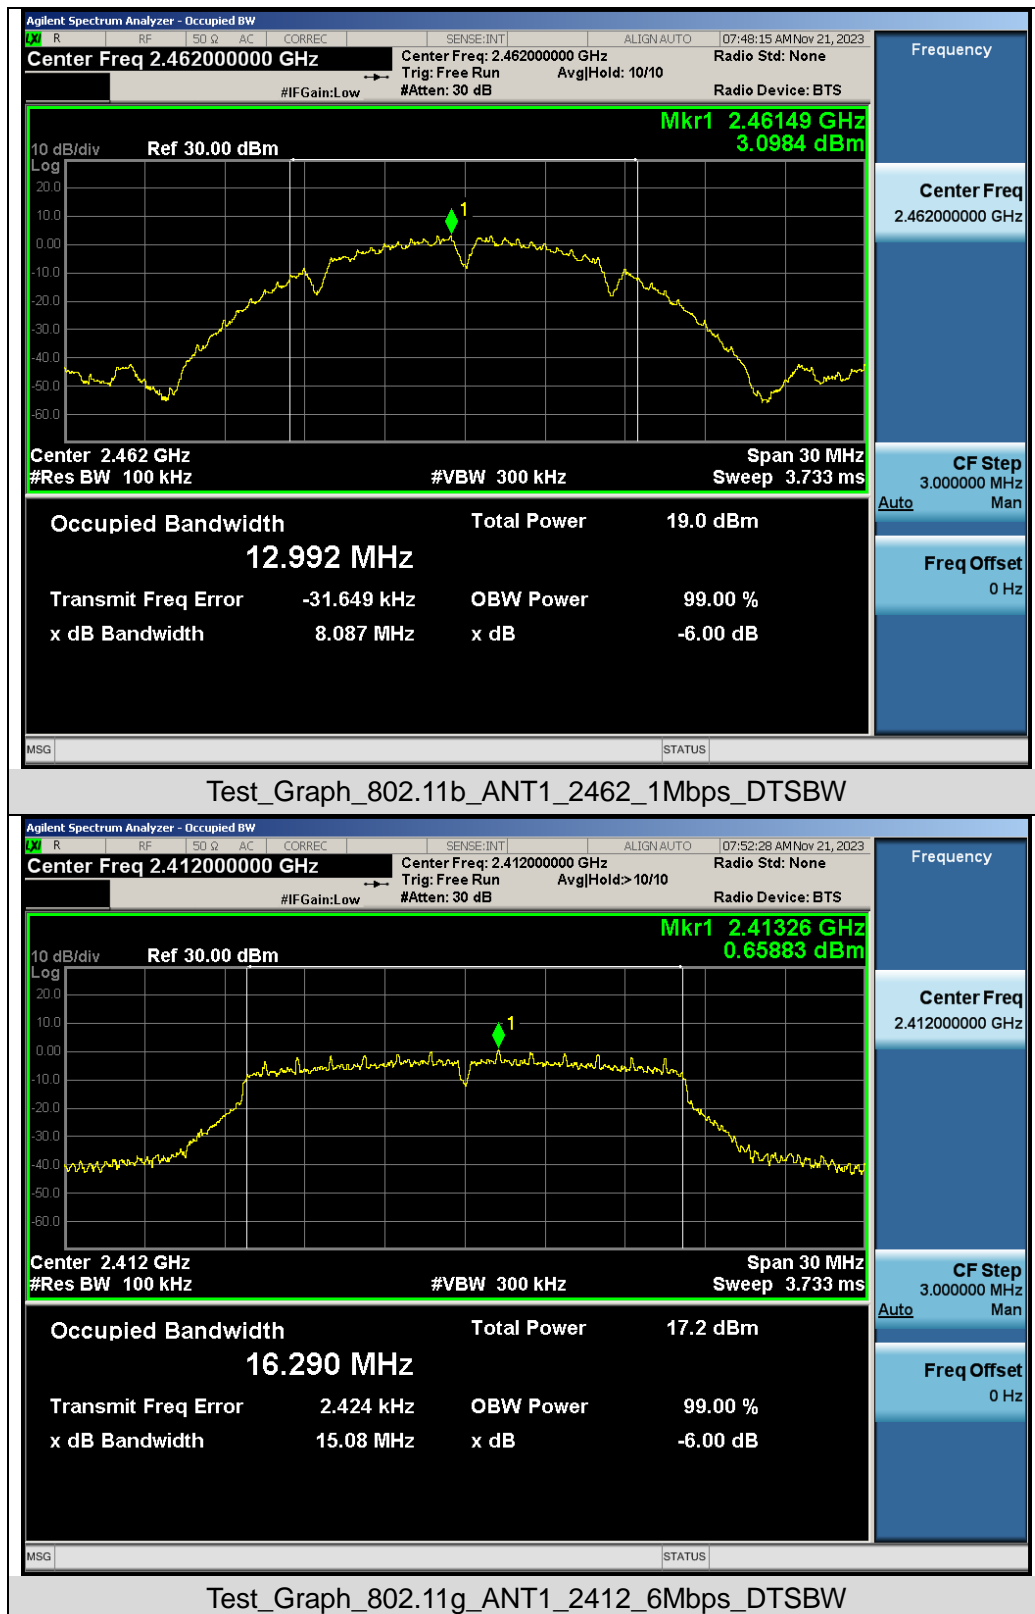 Agilent Spectrum Analyzer - Occupied BW
LXI R RF 50 Ω AC CORREC SENSE:INT ALIGN AUTO 07:48:15 AM Nov 21, 2023
Center Freq 2.462000000 GHz Center Freq: 2.462000000 GHz Radio Std: None
Trig: Free Run Avg|Hold: 10/10
#IFGain:Low #Atten: 30 dB Radio Device: BTS
Frequency
Mkr1 2.46149 GHz
3.0984 dBm
10 dB/div Ref 30.00 dBm
Log
20.0
10.0
1
0.00
-10.0
-20.0
-30.0
-40.0
-50.0
-60.0
Center 2.462 GHz Span 30 MHz
#Res BW 100 kHz #VBW 300 kHz Sweep 3.733 ms
Center Freq
2.462000000 GHz
CF Step
3.000000 MHz
Auto Man
Freq Offset
0 Hz
Occupied Bandwidth Total Power 19.0 dBm
12.992 MHz
Transmit Freq Error -31.649 kHz OBW Power 99.00 %
x dB Bandwidth 8.087 MHz x dB -6.00 dB
MSG STATUS
Test_Graph_802.11b_ANT1_2462_1Mbps_DTSBW
Agilent Spectrum Analyzer - Occupied BW
LXI R RF 50 Ω AC CORREC SENSE:INT ALIGN AUTO 07:52:28 AM Nov 21, 2023
Center Freq 2.412000000 GHz Center Freq: 2.412000000 GHz Radio Std: None
Trig: Free Run Avg|Hold:> 10/10
#IFGain:Low #Atten: 30 dB Radio Device: BTS
Frequency
Mkr1 2.41326 GHz
0.65883 dBm
10 dB/div Ref 30.00 dBm
Log
20.0
10.0
1
0.00
-10.0
-20.0
-30.0
-40.0
-50.0
-60.0
Center 2.412 GHz Span 30 MHz
#Res BW 100 kHz #VBW 300 kHz Sweep 3.733 ms
Center Freq
2.412000000 GHz
CF Step
3.000000 MHz
Auto Man
Freq Offset
0 Hz
Occupied Bandwidth Total Power 17.2 dBm
16.290 MHz
Transmit Freq Error 2.424 kHz OBW Power 99.00 %
x dB Bandwidth 15.08 MHz x dB -6.00 dB
MSG STATUS
Test_Graph_802.11g_ANT1_2412_6Mbps_DTSBW